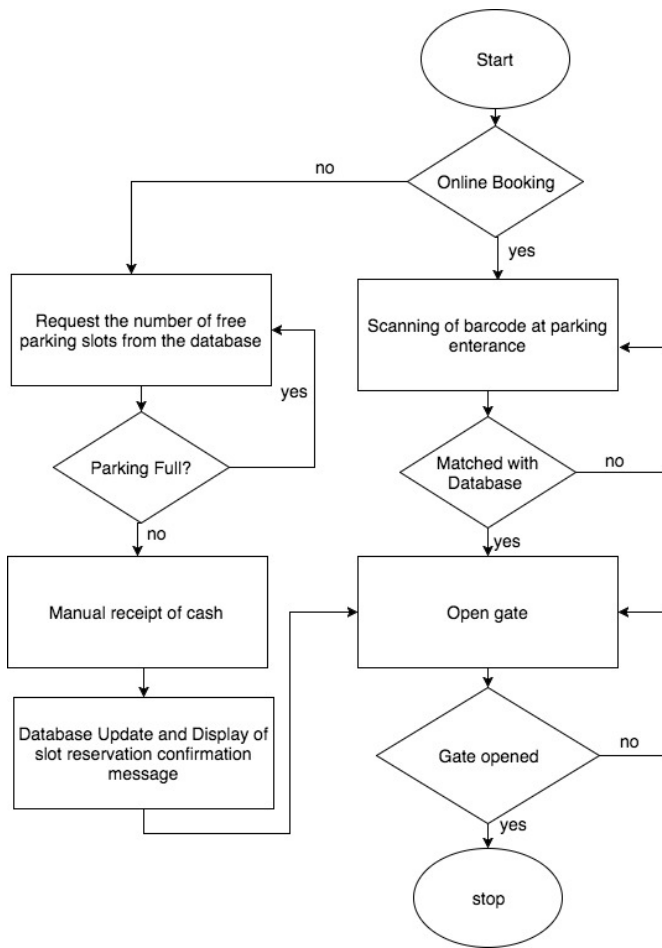 Start
no
Online Booking
yes
Request the number of free
parking slots from the database
Scanning of barcode at parking
enterance
yes
Parking Full?
Matched with
Database
no
no
yes
Manual receipt of cash
Open gate
Database Update and Display of
slot reservation confirmation
message
Gate opened
no
yes
stop